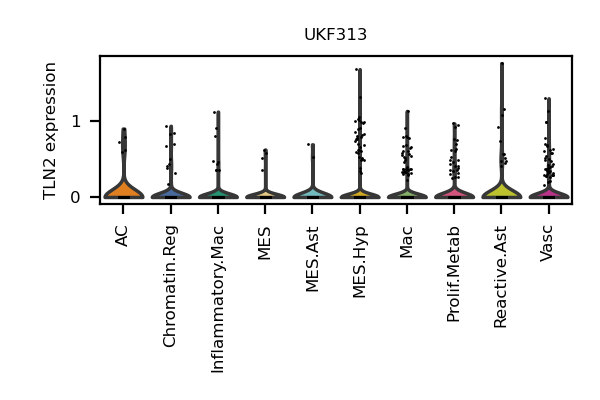 UKF313
TLN2 expression
1
0
AC
Chromatin.Reg
Inflammatory.Mac
MES
MES.Ast
MES.Hyp
Mac
Prolif.Metab
Reactive.Ast
Vasc